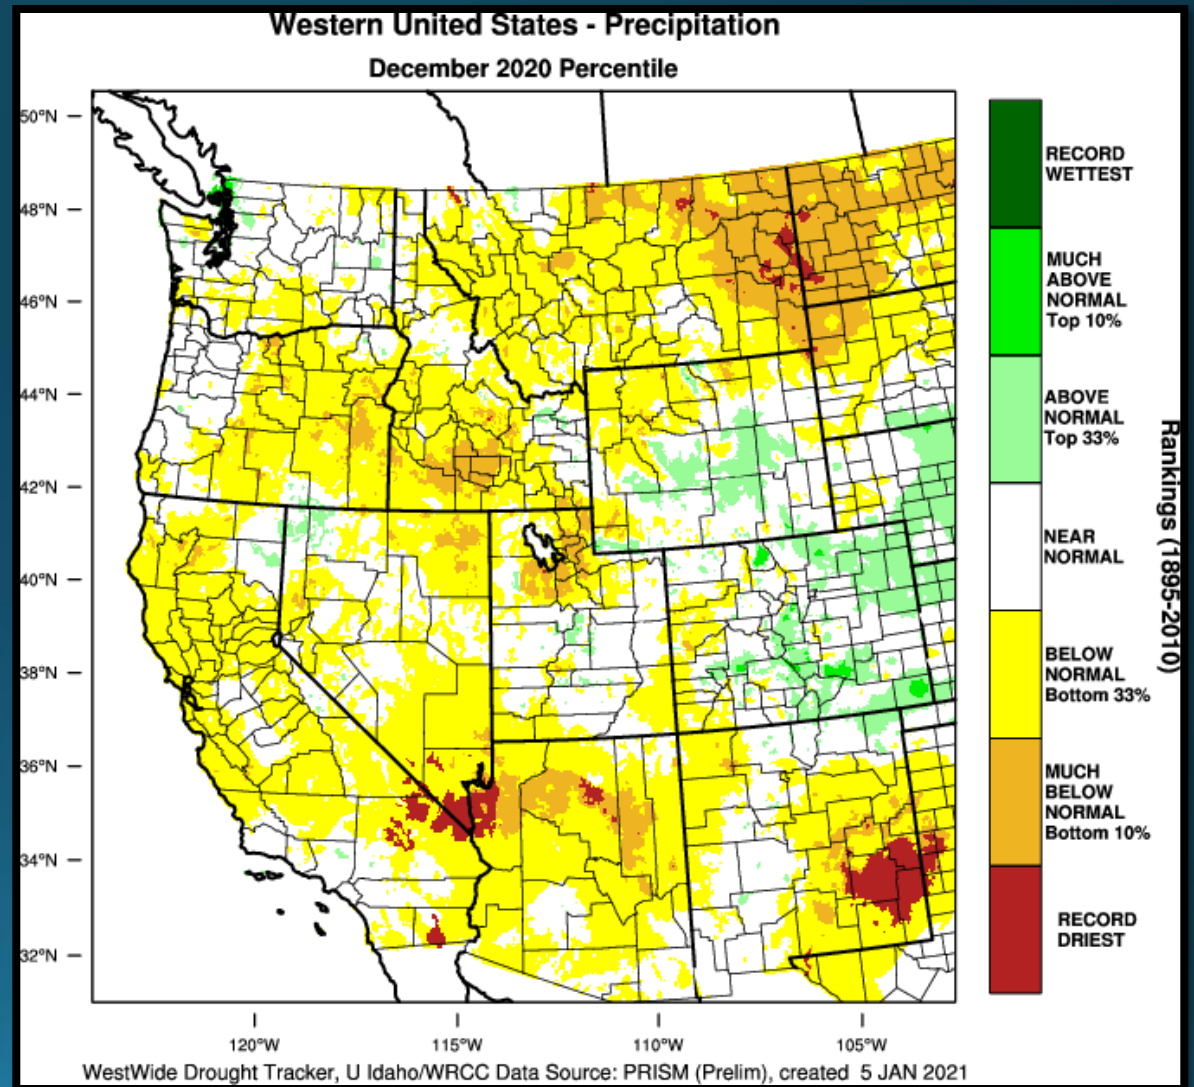 Western United States - Precipitation
December 2020 Percentile
50°N
48°N
46°N
44°N
42°N
40°N
38°N
36°N
34°N
32°N
120°W
115°W
110°W
105°W
RECORD
WETTEST
MUCH
ABOVE
NORMAL
Top 10%
ABOVE
NORMAL
Top 33%
NEAR
NORMAL
BELOW
NORMAL
Bottom 33%
MUCH
BELOW
NORMAL
Bottom 10%
RECORD
DRIEST
Rankings (1895-2010)
WestWide Drought Tracker, U Idaho/WRCC Data Source: PRISM (Prelim), created 5 JAN 2021